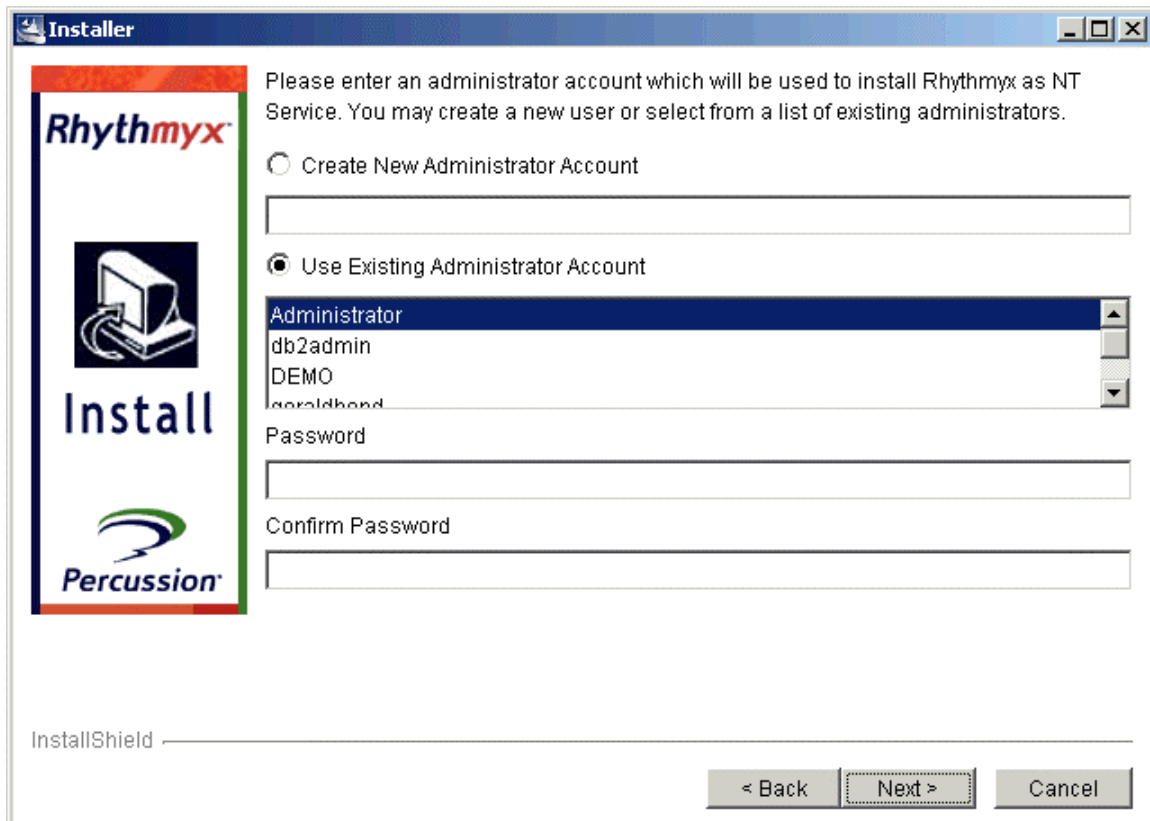 Installer
Please enter an administrator account which will be used to install Rhythmyx as NT
Service. You may create a new user or select from a list of existing administrators.
Rhythmyx
Create New Administrator Account
Use Existing Administrator Account
Administrator
db2admin
DEMO
Install
Password
Confirm Password
Percussion
InstallShield
< Back
Next >
Cancel